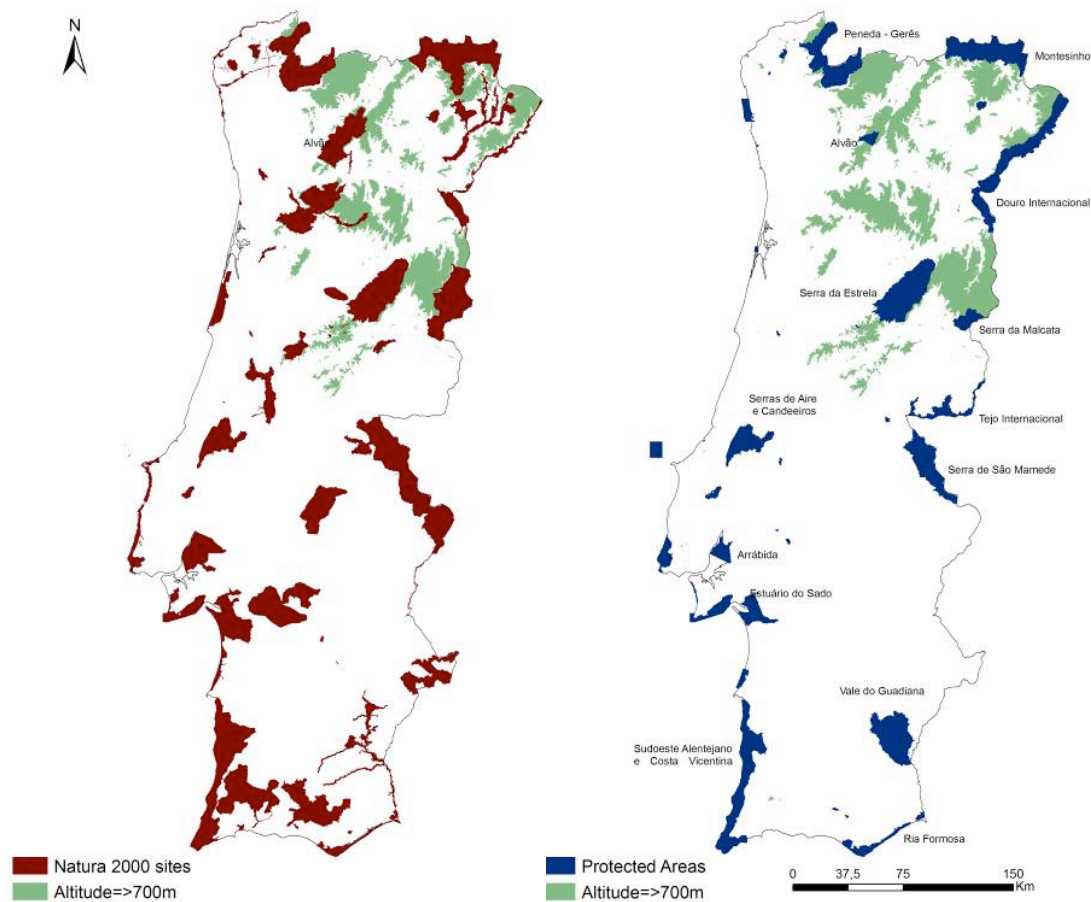 N
Alvão
Natura 2000 sites
Altitude=>700m
Peneda - Gerês
Montesinho
Alvão
Douro Internacional
Serra da Estrela
Serra da Malcata
Serras de Aire
e Candeeiros
Tejo Internacional
Serra de São Mamede
Arrábida
Estuário do Sado
Vale do Guadiana
Sudoeste Alentejano
e Costa Vicentina
Ria Formosa
Protected Areas
Altitude=>700m
0 37,5 75 150
Km